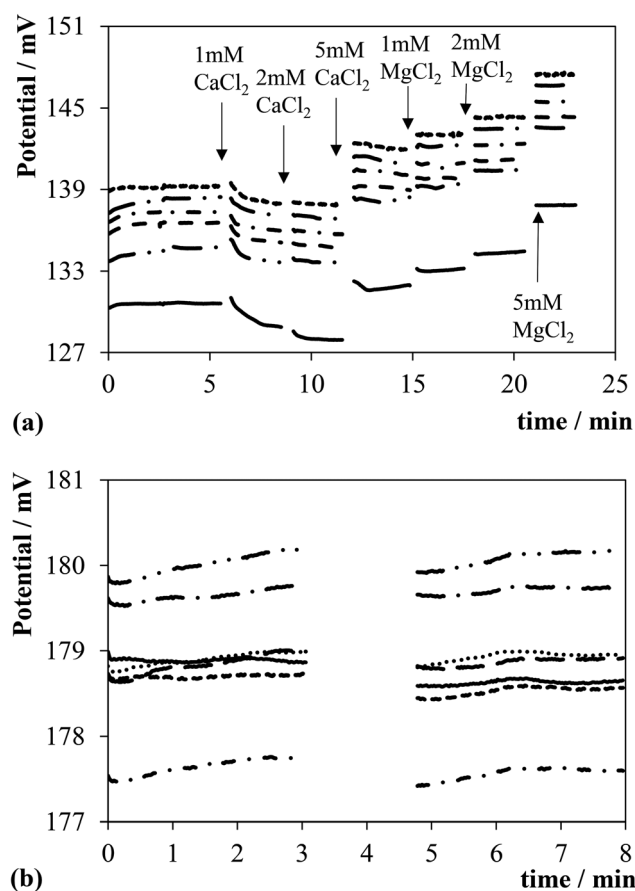 151
145
139
133
127
Potential / mV
1mM
CaCl2
2mM
CaCl2
5mM
CaCl2
1mM
MgCl2
2mM
MgCl2
5mM
MgCl2
0 5 10 15 20 25
(a)
time / min
181
180
179
178
177
Potential / mV
0 1 2 3 4 5 6 7 8
(b)
time / min